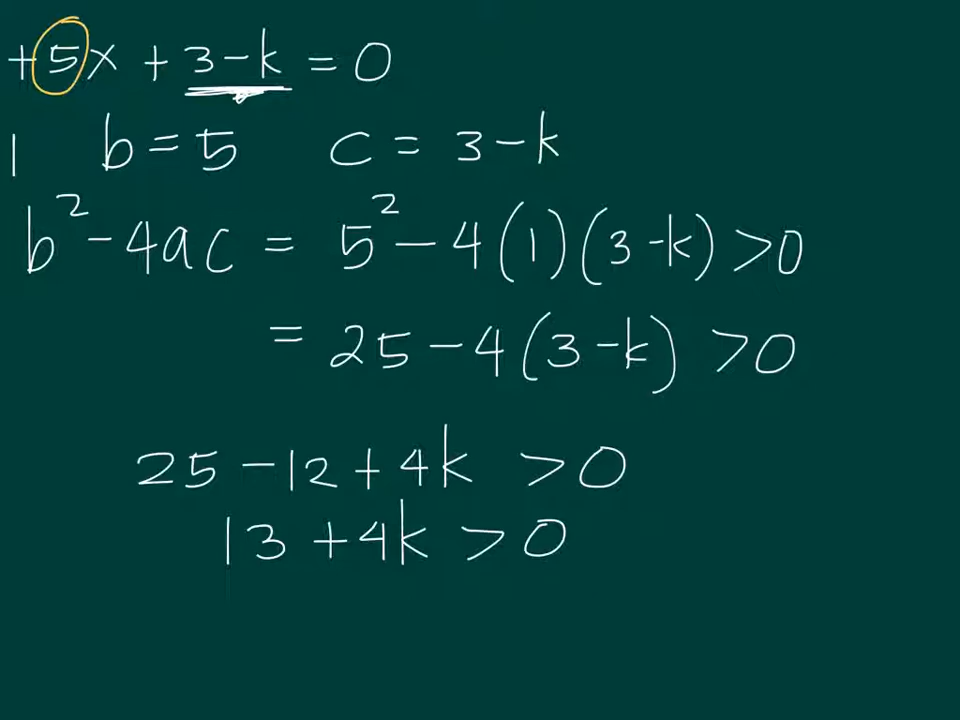 +5x + 3-k = 0
1 b = 5 c = 3-k
b² - 4ac = 5² - 4(1)(3-k) >0
= 25 - 4(3-k) >0
25 - 12 + 4k >0
13 + 4k > 0